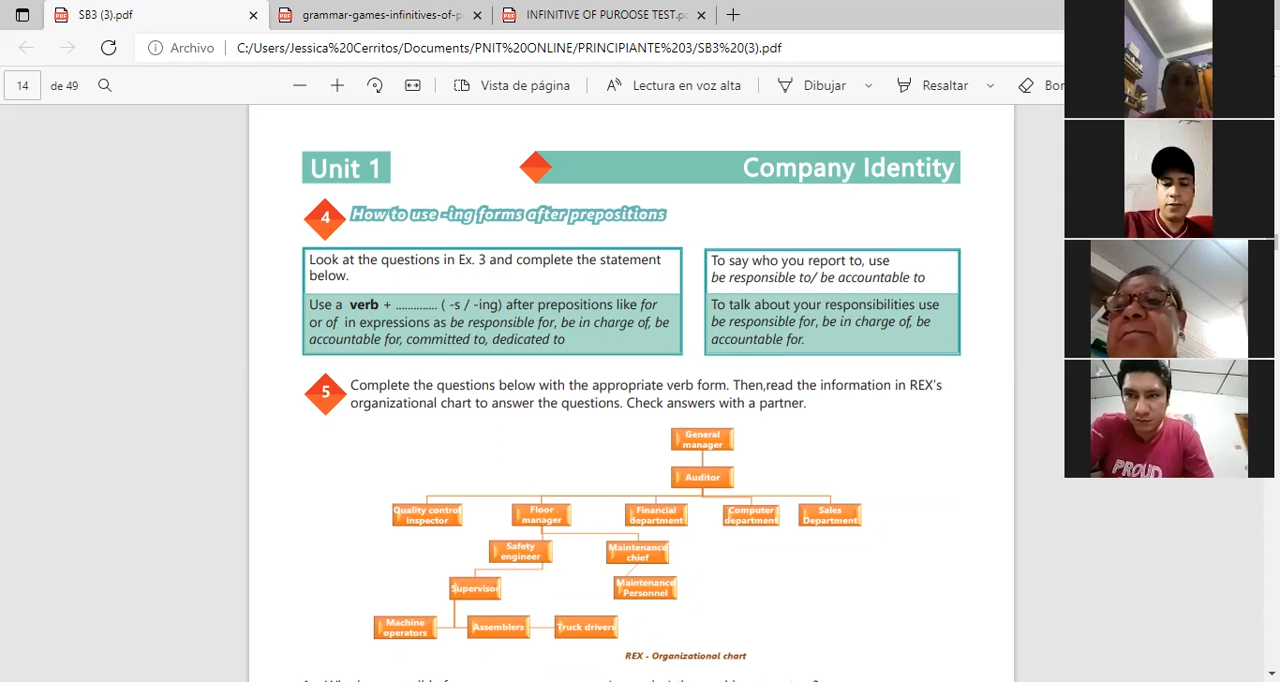 SB3 (3).pdf
grammar-games-infinitives-of-p
INFINITIVE OF PUROOSE TEST.pd
Archivo
C:/Users/Jessica%20Cerritos/Documents/PNIT%20ONLINE/PRINCIPIANTE%203/SB3%20(3).pdf
14
de 49
Vista de página
Lectura en voz alta
Dibujar
Resaltar
Bor
Unit 1
Company Identity
4
How to use -ing forms after prepositions
Look at the questions in Ex. 3 and complete the statement
below.
Use a verb + .............. ( -s / -ing) after prepositions like for
or of in expressions as be responsible for, be in charge of, be
accountable for, committed to, dedicated to
To say who you report to, use
be responsible to/ be accountable to
To talk about your responsibilities use
be responsible for, be in charge of, be
accountable for.
5
Complete the questions below with the appropriate verb form. Then,read the information in REX's
organizational chart to answer the questions. Check answers with a partner.
General
manager
Auditor
Quality control
inspector
Floor
manager
Financial
department
Computer
department
Sales
Department
Safety
engineer
Maintenance
chief
Supervisor
Maintenance
Personnel
Machine
operators
Assemblers
Truck drivers
REX - Organizational chart
PROUD